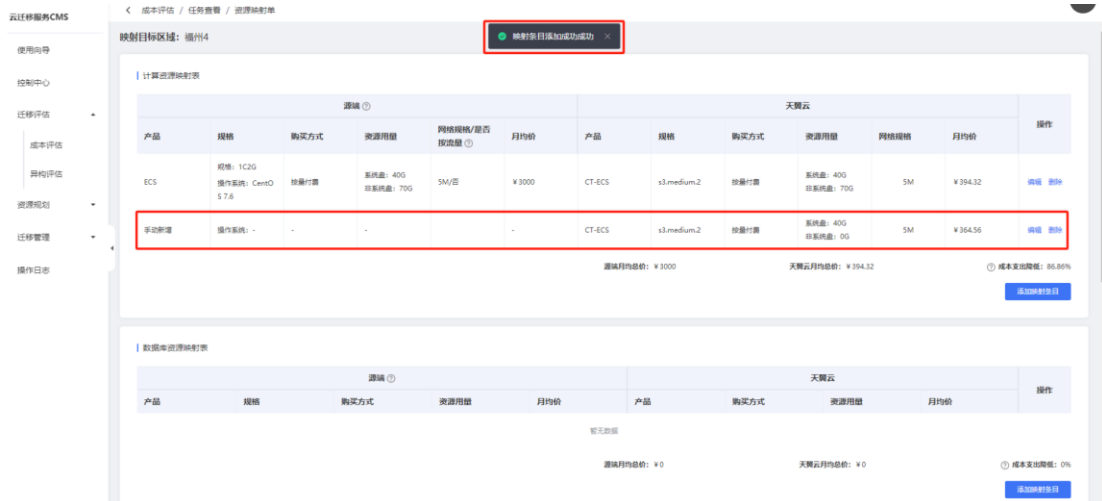 云迁移服务CMS
使用向导
控制中心
迁移评估
成本评估
异构评估
资源规划
迁移管理
操作日志
成本评估 / 任务查看 / 资源映射单
映射目标区域：福州4
映射条目添加成功成功
计算资源映射表
源端 天翼云 操作
产品 规格 购买方式 资源用量 网络规格/是否 月均价 产品 规格 购买方式 资源用量 网络规格 月均价
按流量
ECS 规格：1C2G 按量付费 系统盘：40G 5M/否 ￥3000 CT-ECS s3.medium.2 按量付费 系统盘：40G 5M ￥394.32 编辑 删除
操作系统：CentO 非系统盘：70G 非系统盘：70G
S 7.6
手动新增 操作系统：- - - - CT-ECS s3.medium.2 按量付费 系统盘：40G 5M ￥364.56 编辑 删除
非系统盘：0G
源端月均总价：￥3000 天翼云月均总价：￥394.32 成本支出降低：86.86%
添加映射条目
数据库资源映射表
源端 天翼云 操作
产品 规格 购买方式 资源用量 月均价 产品 购买方式 资源用量 月均价
暂无数据
源端月均总价：￥0 天翼云月均总价：￥0 成本支出降低：0%
添加映射条目